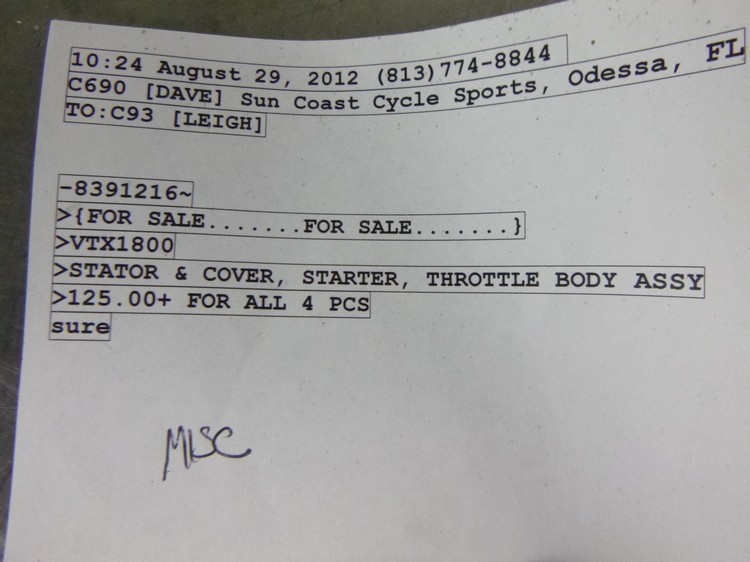 10:24 August 29, 2012 (813)774-8844
C690 [DAVE] Sun Coast Cycle Sports, Odessa, FL
TO:C93 [LEIGH]
-8391216~
>{FOR SALE.......FOR SALE.......}
>VTX1800
>STATOR & COVER, STARTER, THROTTLE BODY ASSY
>125.00+ FOR ALL 4 PCS
sure
MISC